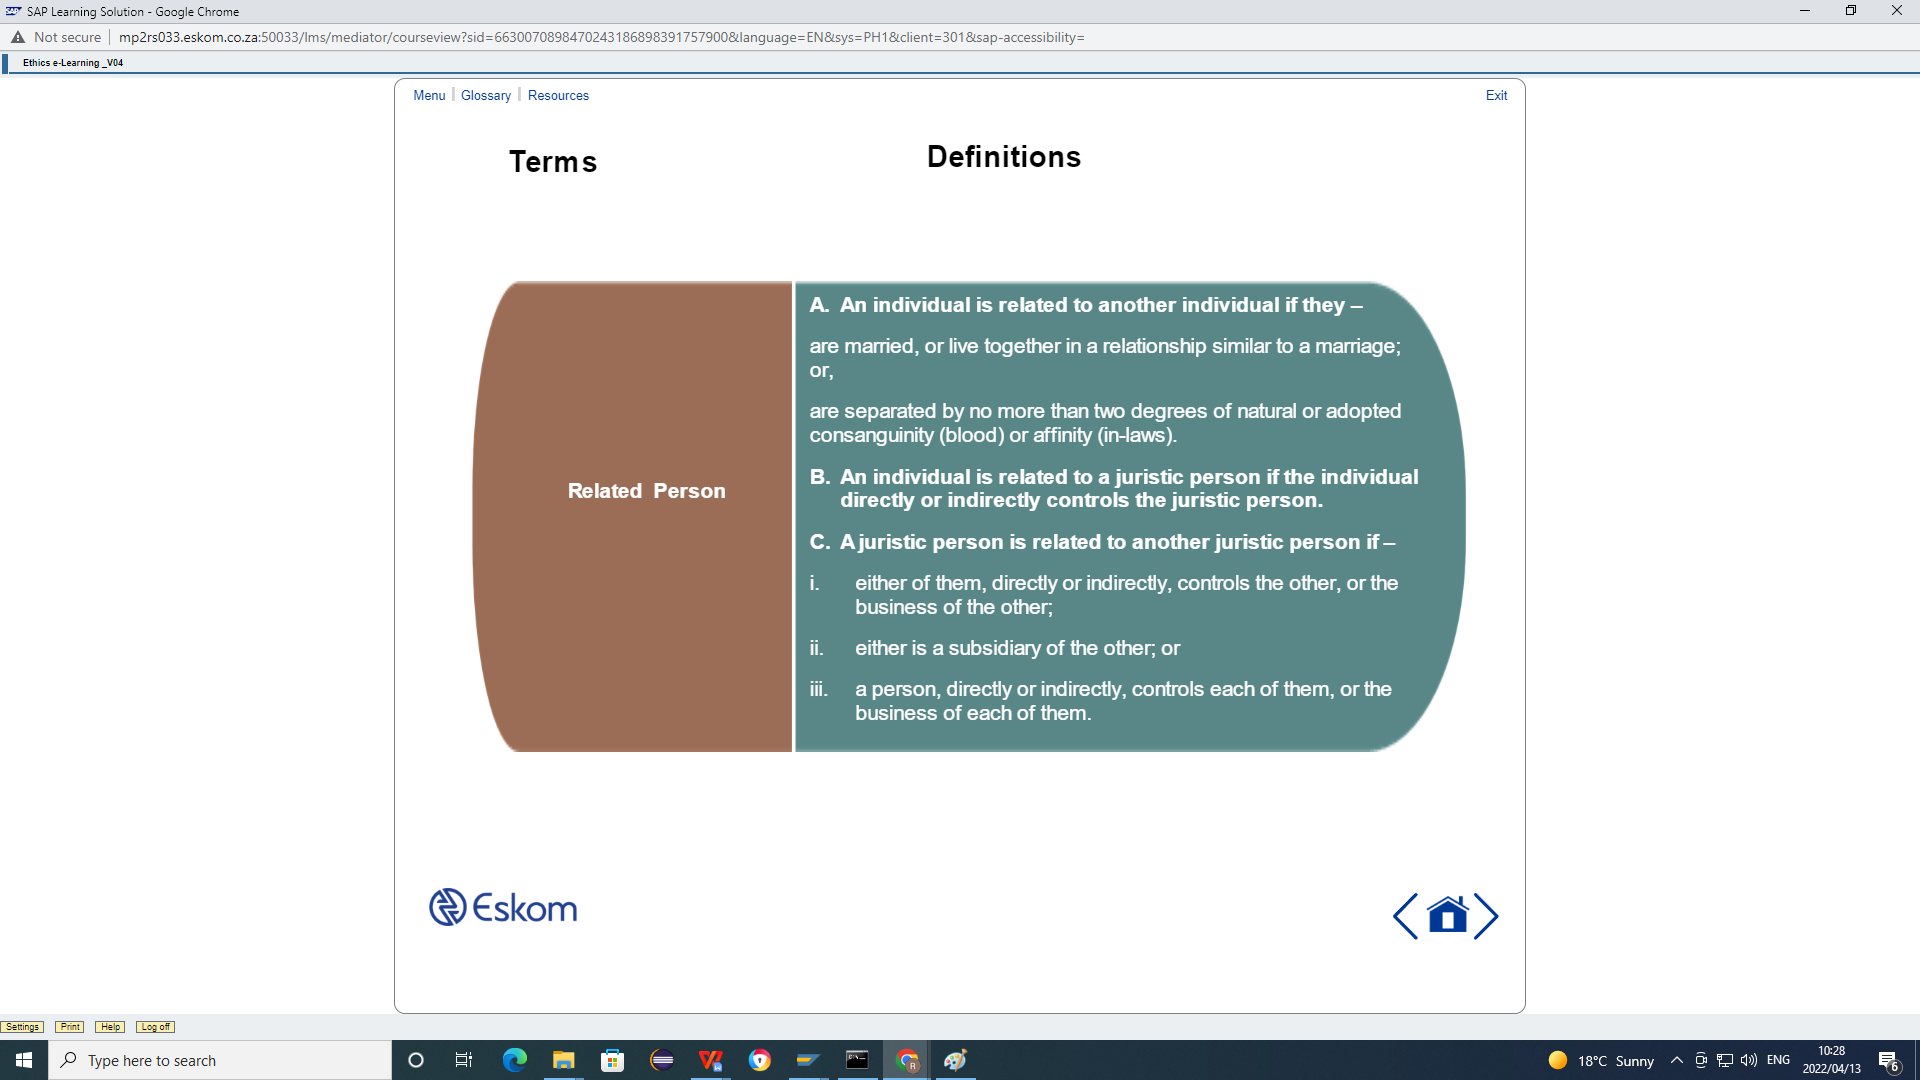 SAP Learning Solution - Google Chrome
Not secure | mp2rs033.eskom.co.za:50033/lms/mediator/courseview?sid=6630070898470243186898391757900&language=EN&sys=PH1&client=301&sap-accessibility=
Ethics e-Learning _V04
Menu | Glossary | Resources
Exit
Terms
Definitions
Related Person
A. An individual is related to another individual if they –
are married, or live together in a relationship similar to a marriage;
or,
are separated by no more than two degrees of natural or adopted
consanguinity (blood) or affinity (in-laws).
B. An individual is related to a juristic person if the individual
directly or indirectly controls the juristic person.
C. A juristic person is related to another juristic person if –
i. either of them, directly or indirectly, controls the other, or the
business of the other;
ii. either is a subsidiary of the other; or
iii. a person, directly or indirectly, controls each of them, or the
business of each of them.
Eskom
Settings Print Help Log off
Type here to search
18°C Sunny
ENG
10:28
2022/04/13
6